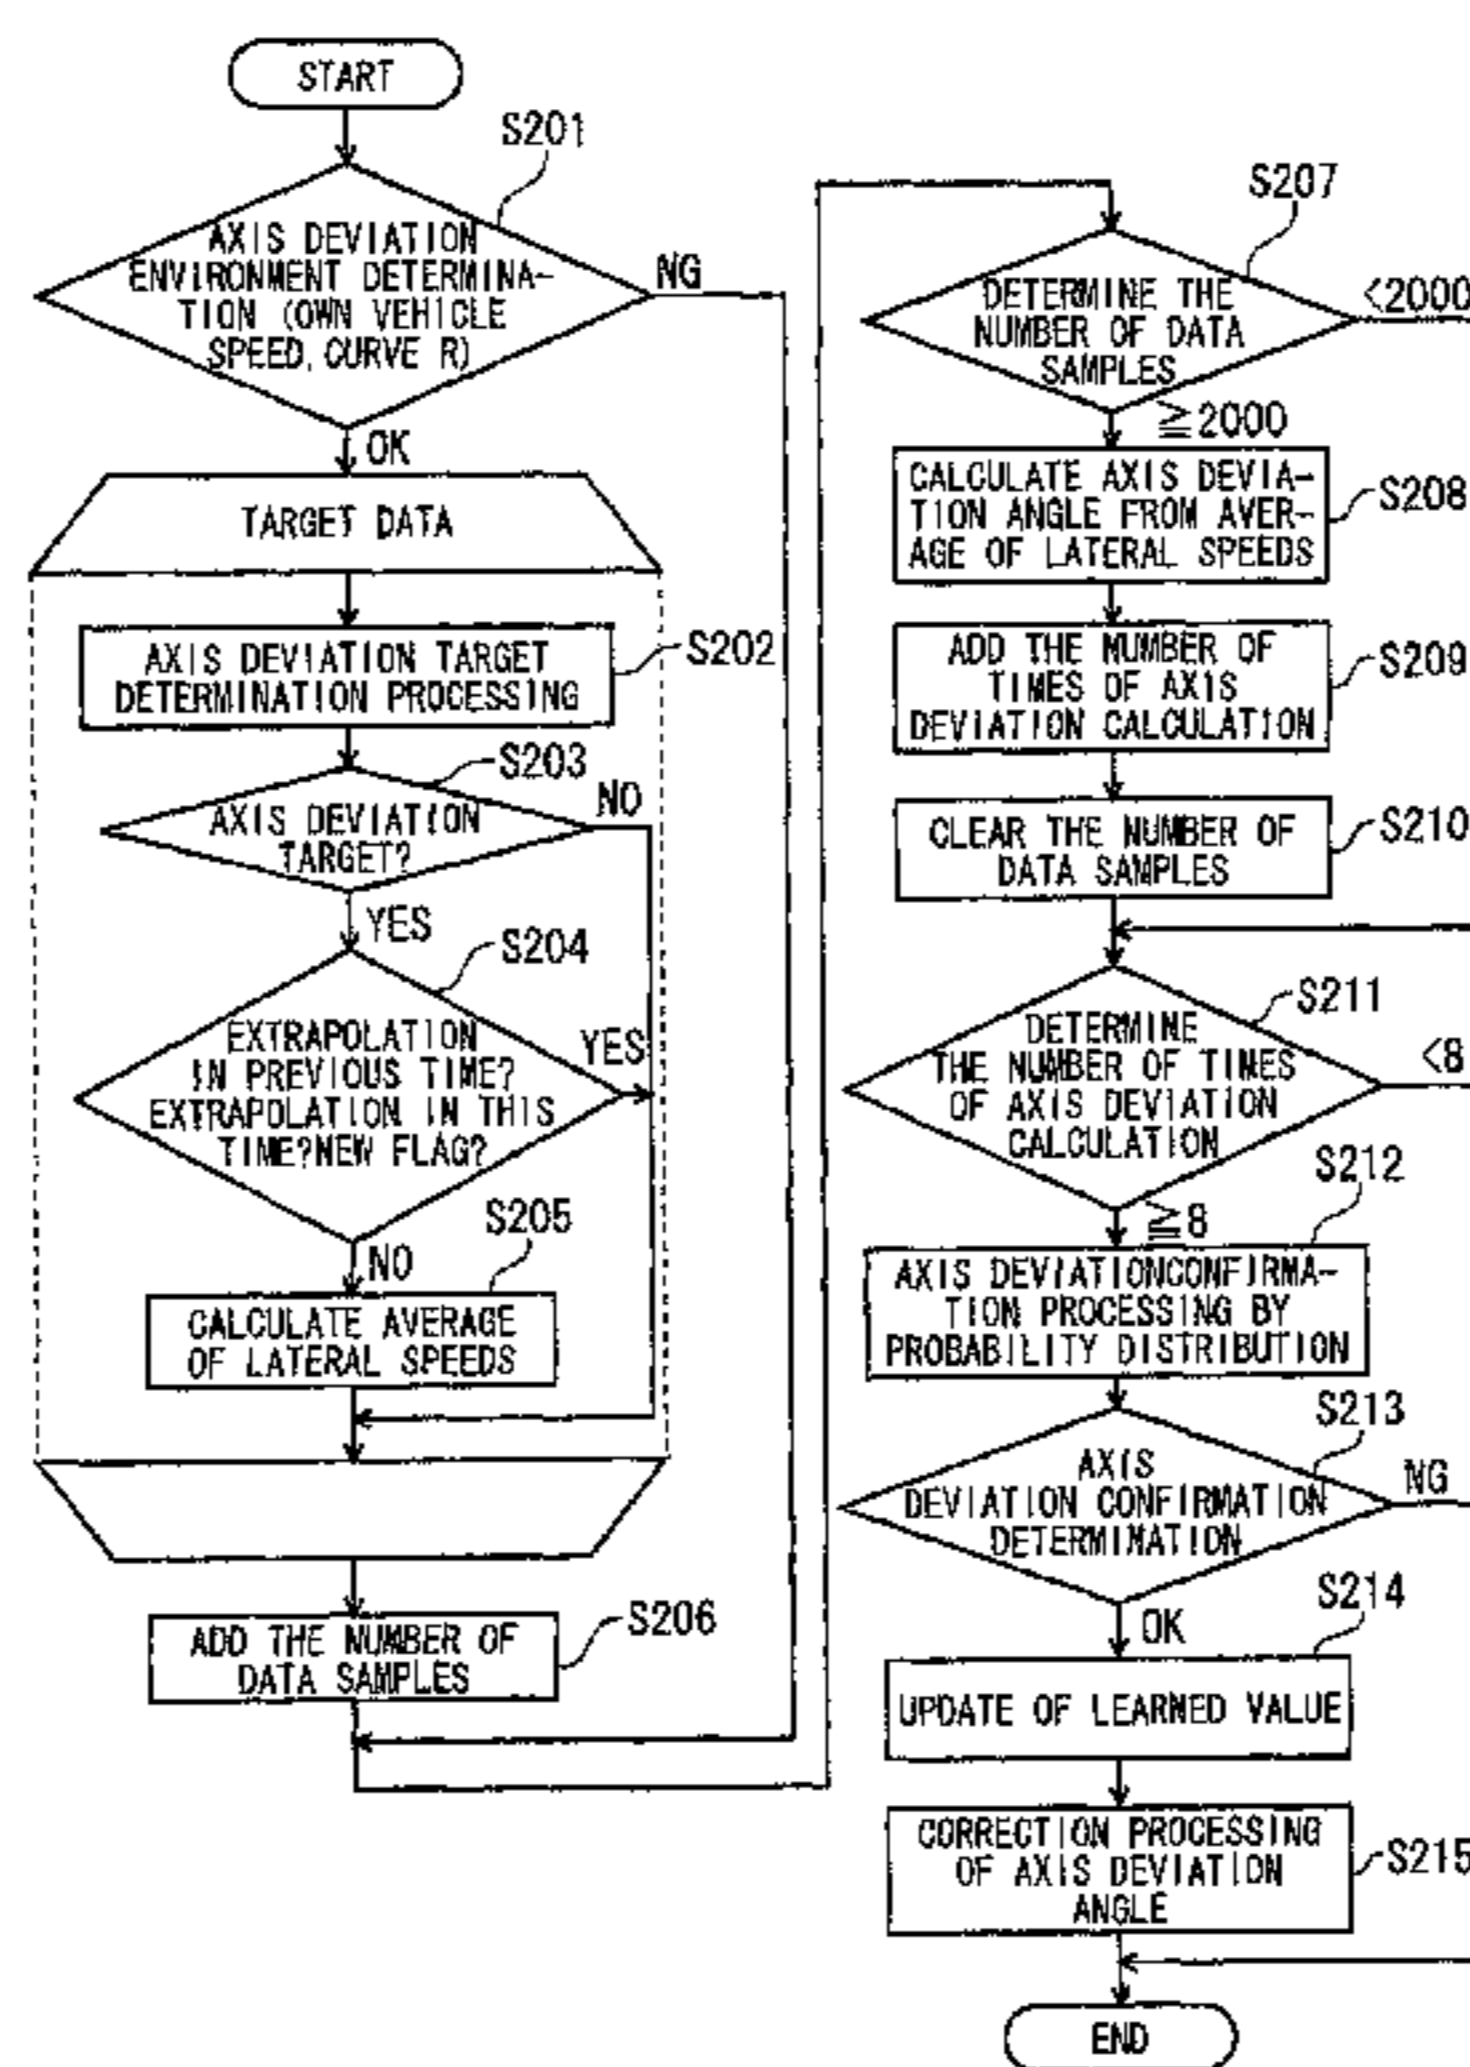 START
S201
AXIS DEVIATION
ENVIRONMENT DETERMINA-
TION (OWN VEHICLE
SPEED, CURVE R)
NG
OK
TARGET DATA
AXIS DEVIATION TARGET
DETERMINATION PROCESSING
S202
S203
AXIS DEVIATION
TARGET?
NO
YES
S204
EXTRAPOLATION
IN PREVIOUS TIME?
EXTRAPOLATION IN THIS
TIME?NEW FLAG?
YES
NO
S205
CALCULATE AVERAGE
OF LATERAL SPEEDS
ADD THE NUMBER OF
DATA SAMPLES
S206
S207
DETERMINE THE
NUMBER OF DATA
SAMPLES
<2000
≧2000
CALCULATE AXIS DEVIA-
TION ANGLE FROM AVER-
AGE OF LATERAL SPEEDS
S208
ADD THE NUMBER OF
TIMES OF AXIS
DEVIATION CALCULATION
S209
CLEAR THE NUMBER OF
DATA SAMPLES
S210
S211
DETERMINE
THE NUMBER OF TIMES
OF AXIS DEVIATION
CALCULATION
<8
≧8
S212
AXIS DEVIATIONCONFIRMA-
TION PROCESSING BY
PROBABILITY DISTRIBUTION
S213
AXIS
DEVIATION CONFIRMATION
DETERMIMATION
NG
OK
S214
UPDATE OF LEARNED VALUE
CORRECTION PROCESSING
OF AXIS DEVIATION
ANGLE
S215
END